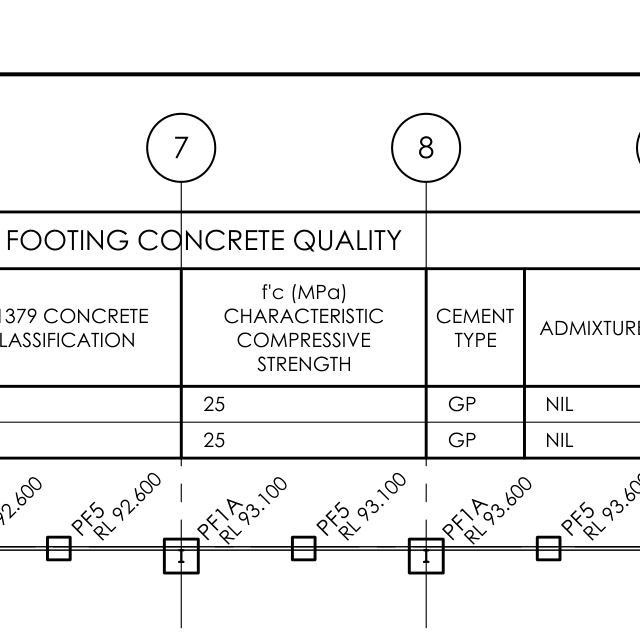 7
8
FOOTING CONCRETE QUALITY
1379 CONCRETE
LASSIFICATION
f'c (MPa)
CHARACTERISTIC
COMPRESSIVE
STRENGTH
CEMENT
TYPE
ADMIXTURE
25
GP
NIL
25
GP
NIL
92.600
PF5
RL 92.600
PF1A
RL 93.100
PF5
RL 93.100
PF1A
RL 93.600
PF5
RL 93.600
I
I